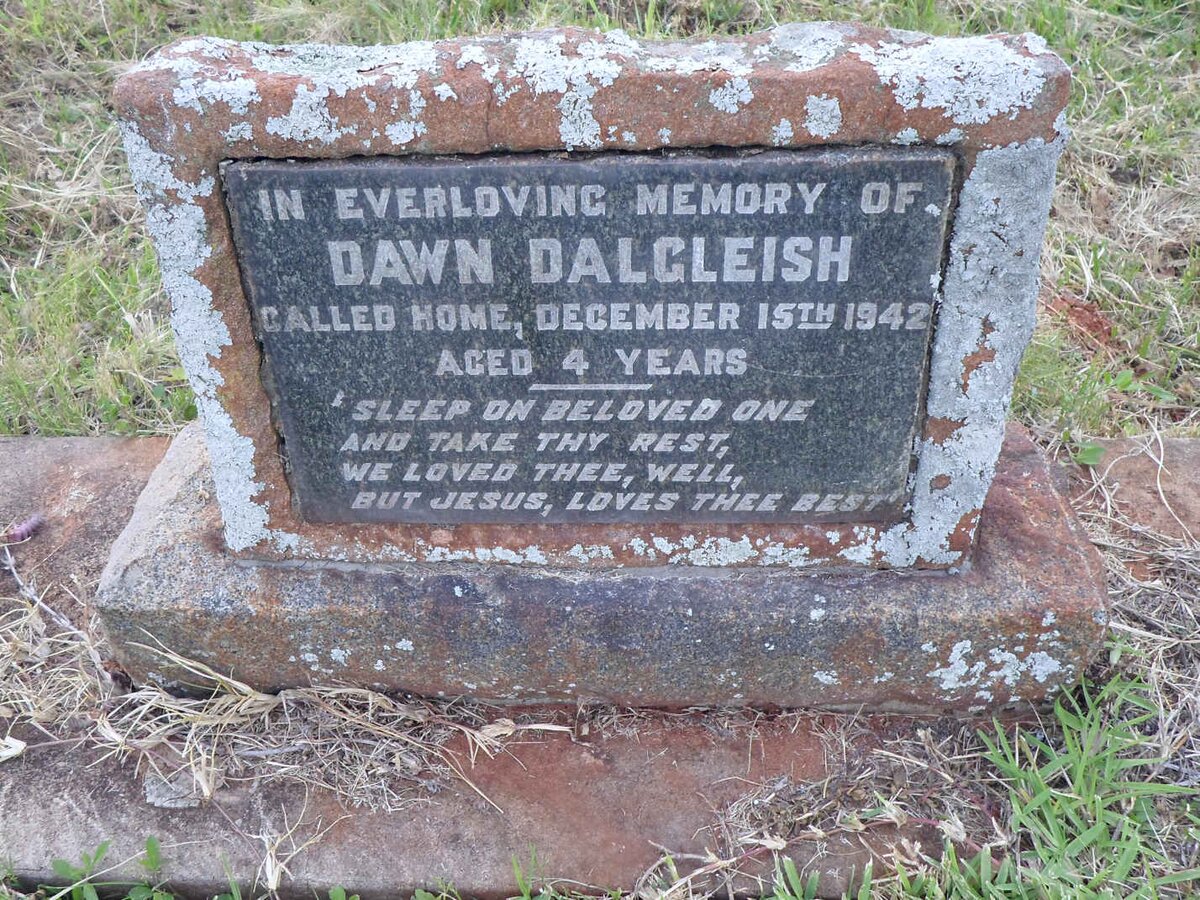 IN EVERLOVING MEMORY OF
DAWN DALGLEISH
CALLED HOME, DECEMBER 15TH 1942
AGED 4 YEARS
'SLEEP ON BELOVED ONE
AND TAKE THY REST,
WE LOVED THEE, WELL,
BUT JESUS, LOVES THEE BEST'